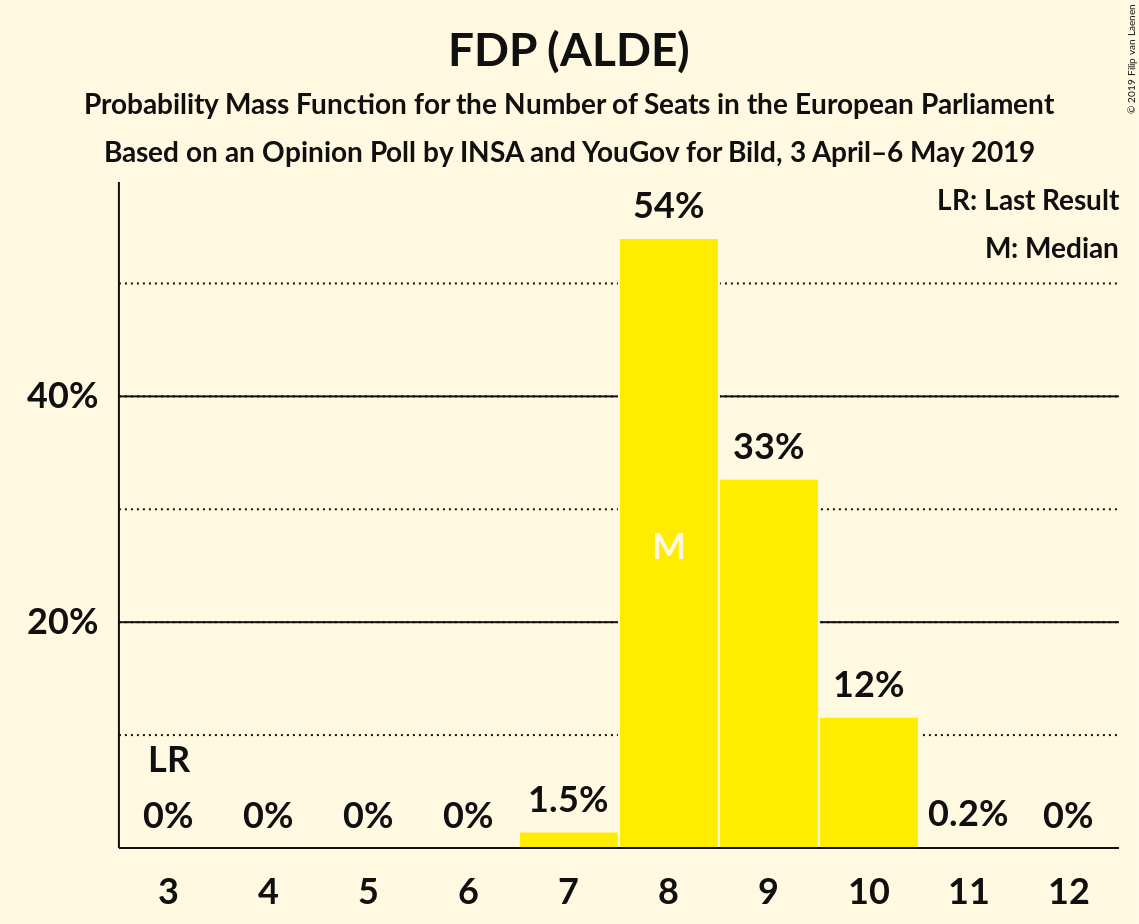 FDP (ALDE)
Probability Mass Function for the Number of Seats in the European Parliament
Based on an Opinion Poll by INSA and YouGov for Bild, 3 April–6 May 2019
© 2019 Filip van Laenen
LR: Last Result
M: Median
54%
40%
33%
M
20%
12%
LR
0%
0%
0%
0%
1.5%
0.2%
0%
3 4 5 6 7 8 9 10 11 12